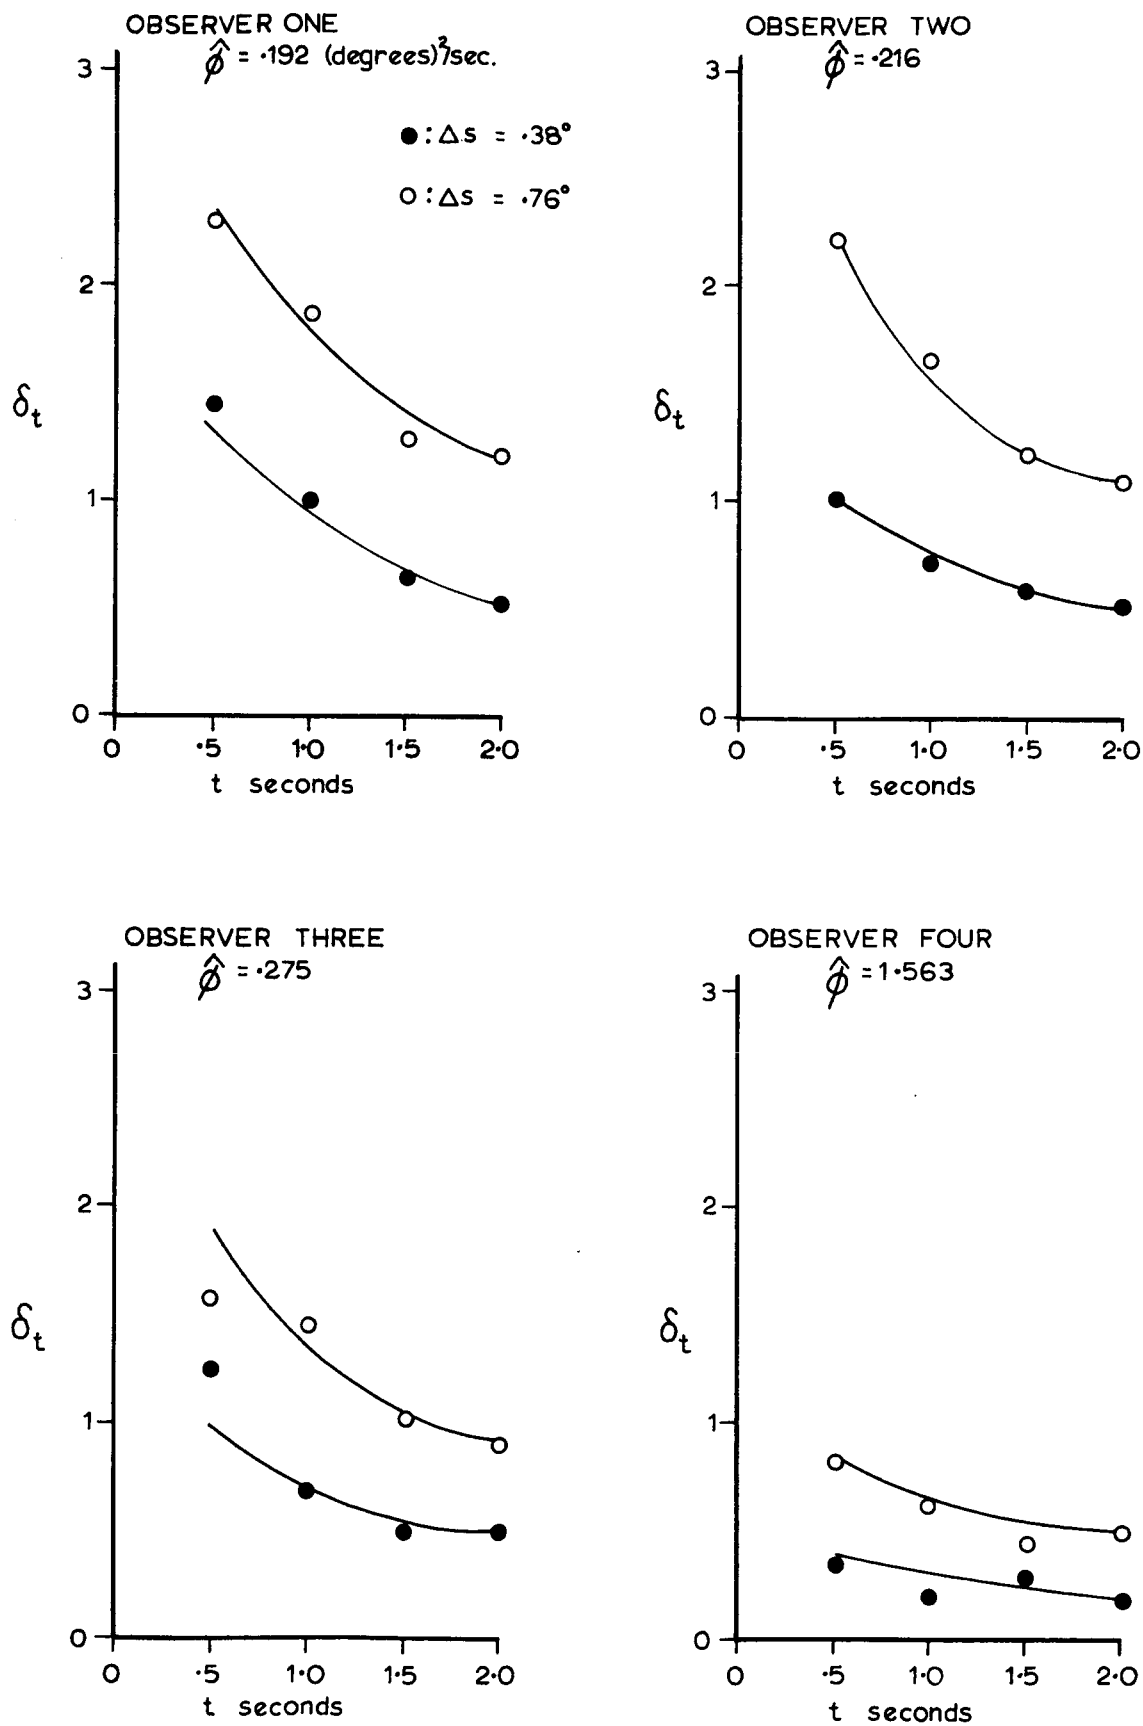 OBSERVER ONE
ϕ̂ = ·192 (degrees)²/sec.
● : Δs = ·38°
○ : Δs = ·76°
3
2
1
0
δt
0 ·5 1·0 1·5 2·0
t seconds
OBSERVER TWO
ϕ̂ = ·216
3
2
1
0
δt
0 ·5 1·0 1·5 2·0
t seconds
OBSERVER THREE
ϕ̂ = ·275
3
2
1
0
δt
0 ·5 1·0 1·5 2·0
t seconds
OBSERVER FOUR
ϕ̂ = 1·563
3
2
1
0
δt
0 ·5 1·0 1·5 2·0
t seconds